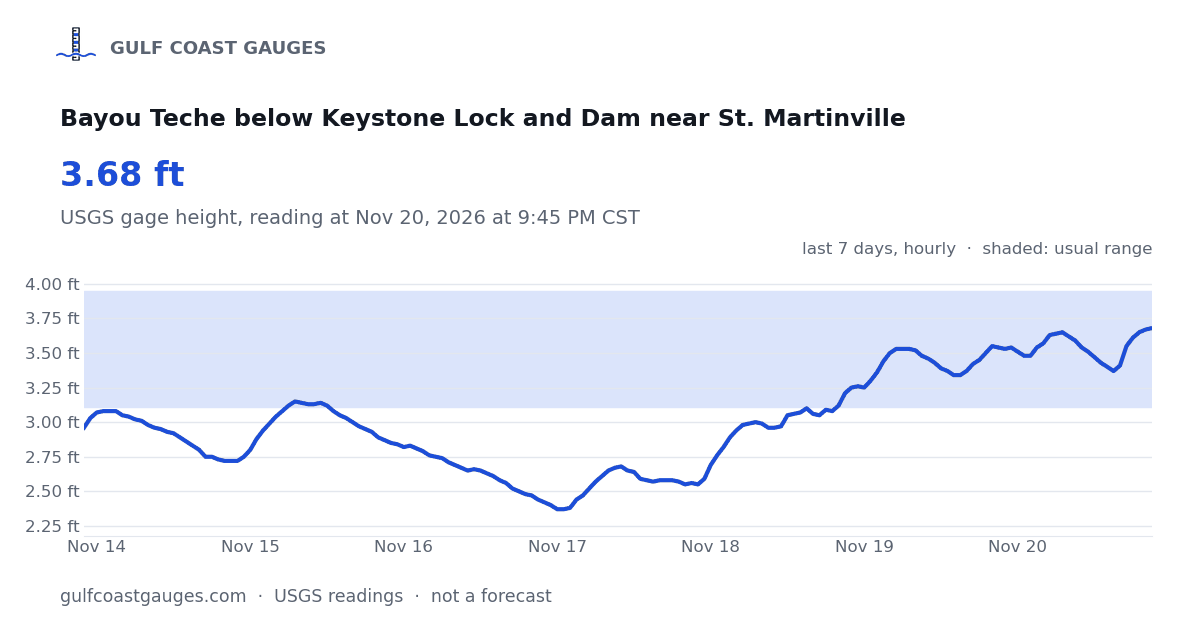 GULF COAST GAUGES
Bayou Teche below Keystone Lock and Dam near St. Martinville
3.68 ft
USGS gage height, reading at Nov 20, 2026 at 9:45 PM CST
last 7 days, hourly · shaded: usual range
4.00 ft
3.75 ft
3.50 ft
3.25 ft
3.00 ft
2.75 ft
2.50 ft
2.25 ft
Nov 14 Nov 15 Nov 16 Nov 17 Nov 18 Nov 19 Nov 20
gulfcoastgauges.com · USGS readings · not a forecast